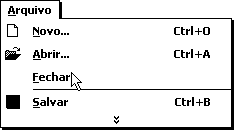 Arquivo
Novo... Ctrl+O
Abrir... Ctrl+A
Fechar
Salvar Ctrl+B